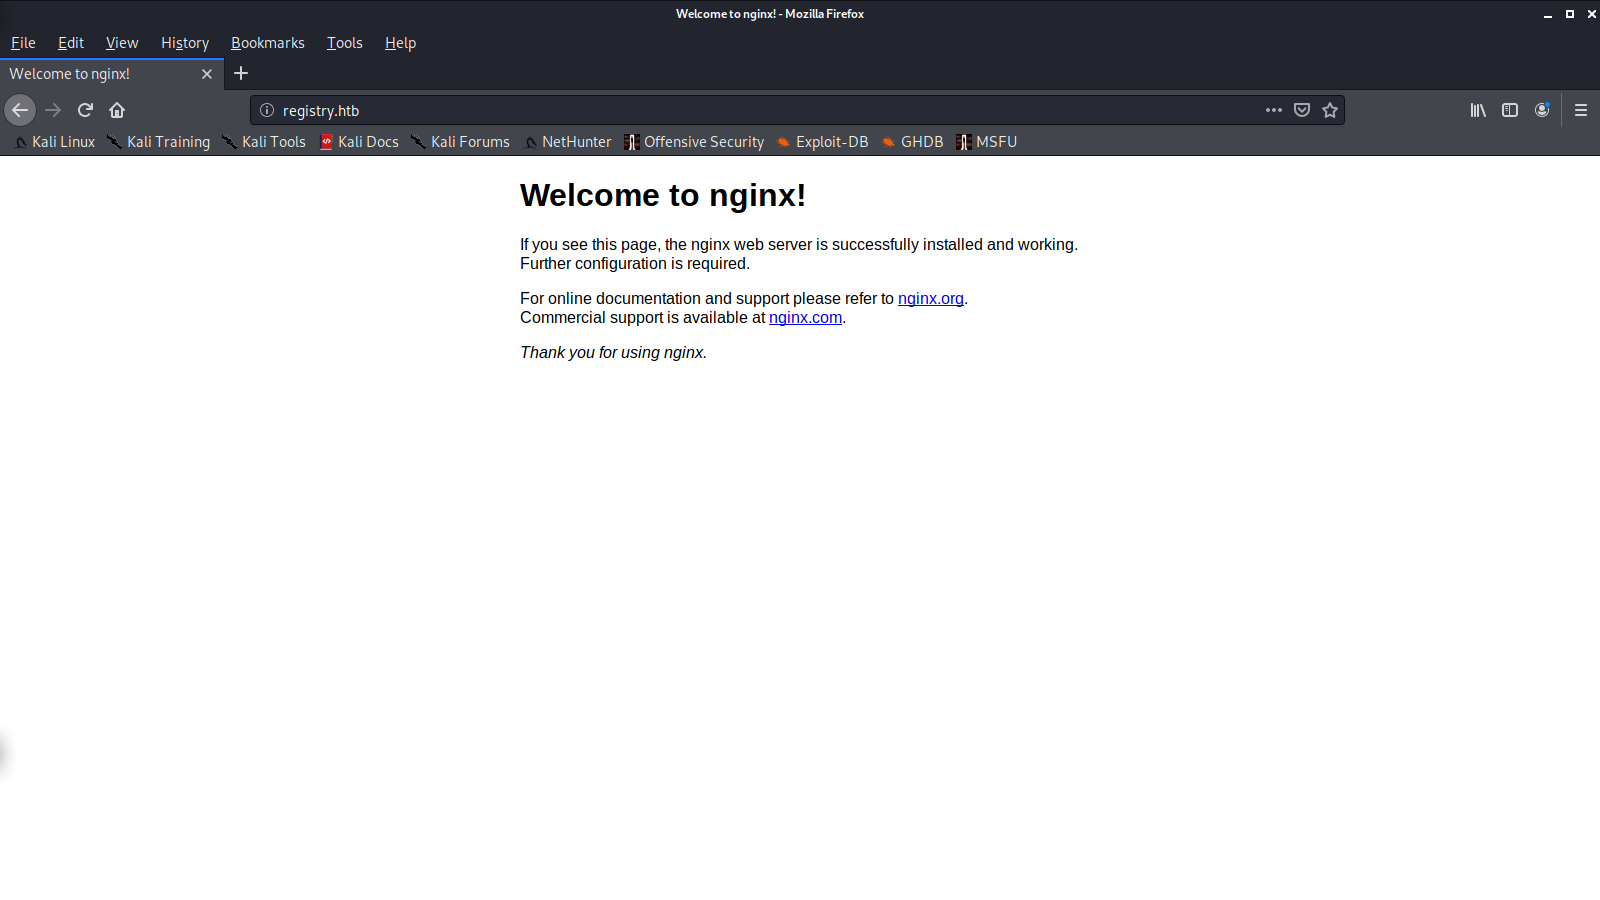 Welcome to nginx! - Mozilla Firefox
File Edit View History Bookmarks Tools Help
Welcome to nginx!
registry.htb
Kali Linux Kali Training Kali Tools Kali Docs Kali Forums NetHunter Offensive Security Exploit-DB GHDB MSFU
Welcome to nginx!
If you see this page, the nginx web server is successfully installed and working.
Further configuration is required.
For online documentation and support please refer to nginx.org.
Commercial support is available at nginx.com.
Thank you for using nginx.